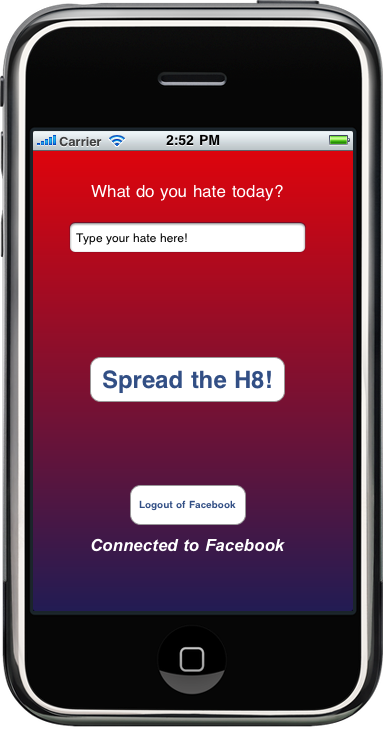 Carrier 2:52 PM
What do you hate today?
Type your hate here!
Spread the H8!
Logout of Facebook
Connected to Facebook